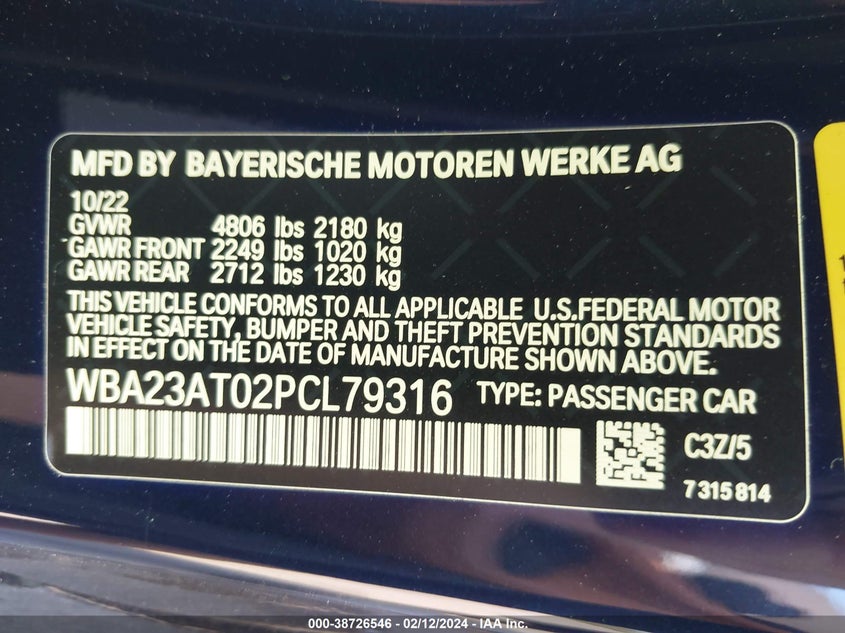 MFD BY BAYERISCHE MOTOREN WERKE AG
10/22
GVWR 4806 lbs 2180 kg
GAWR FRONT 2249 lbs 1020 kg
GAWR REAR 2712 lbs 1230 kg
THIS VEHICLE CONFORMS TO ALL APPLICABLE U.S.FEDERAL MOTOR
VEHICLE SAFETY, BUMPER AND THEFT PREVENTION STANDARDS
IN EFFECT ON THE DATE OF MANUFACTURE SHOWN ABOVE.
WBA23AT02PCL79316 TYPE: PASSENGER CAR
C3Z/5
7315814
000-38726546 - 02/12/2024 - IAA Inc.